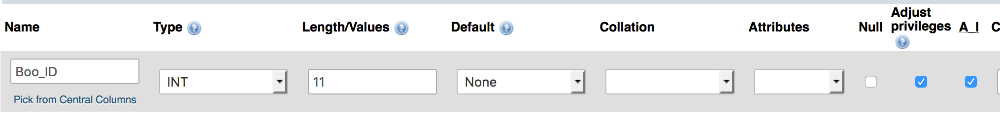 Name Type Length/Values Default Collation Attributes Null Adjust privileges A_I C
Boo_ID INT 11 None
Pick from Central Columns